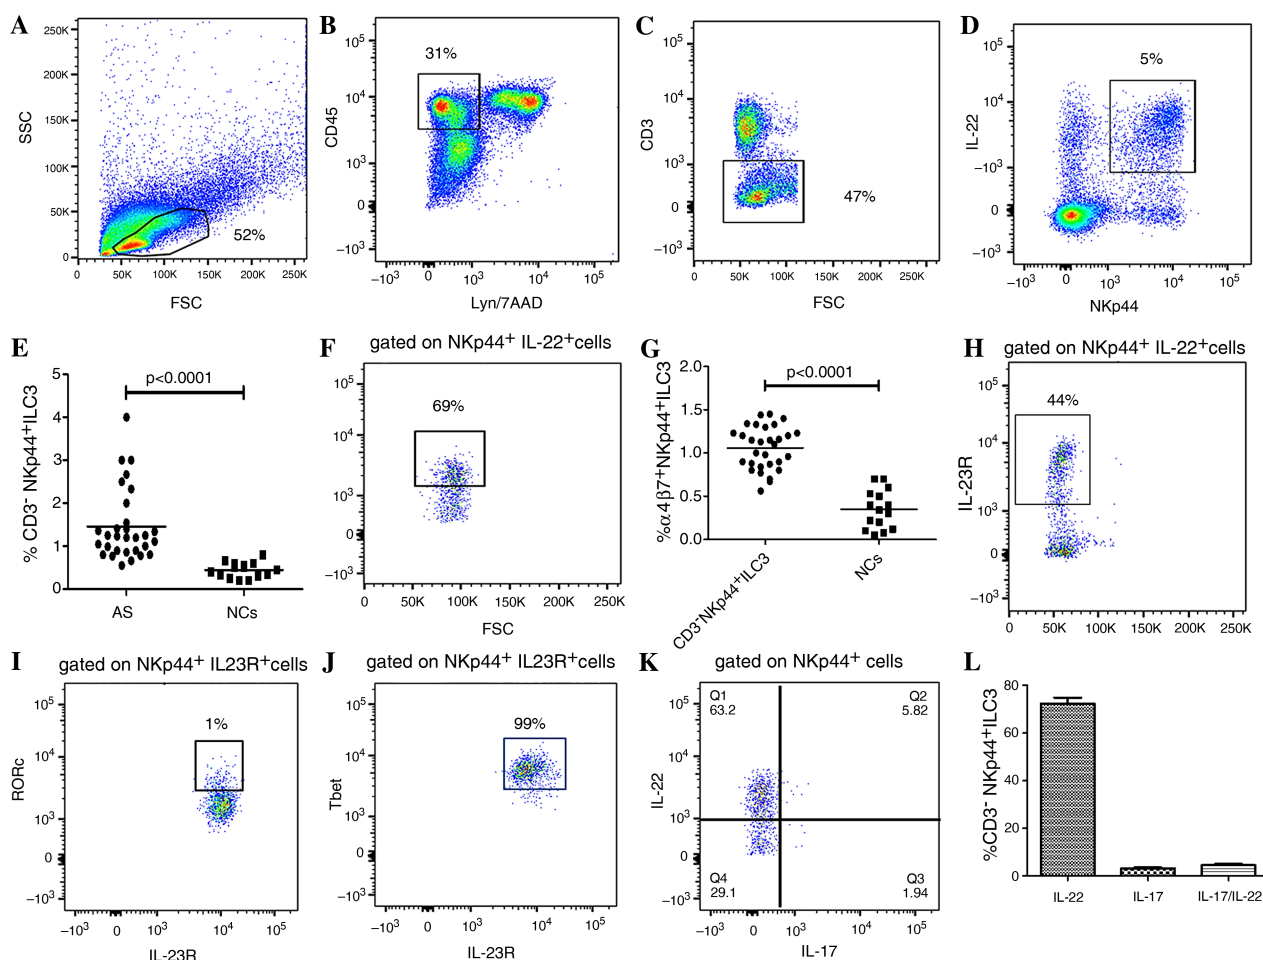 A
250K
200K
150K
100K
50K
0
SSC
52%
0 50K 100K 150K 200K 250K
FSC
B
10^5
10^4
10^3
0
−10^3
CD45
31%
−10^3 0 10^3 10^4 10^5
Lyn/7AAD
C
10^5
10^4
10^3
0
−10^3
CD3
47%
0 50K 100K 150K 200K 250K
FSC
D
10^5
10^4
−10^3
0
−10^3
IL-22
5%
−10^3 0 10^3 10^4 10^5
NKp44
E
5
4
3
2
1
0
% CD3^- NKp44^+ILC3
p<0.0001
AS NCs
F
gated on NKp44^+ IL-22^+cells
10^5
10^4
10^3
0
−10^3
69%
0 50K 100K 150K 200K 250K
FSC
G
2.0
1.5
1.0
0.5
0.0
%α4β7^+NKp44^+ILC3
p<0.0001
CD3^-NKp44^+ILC3
NCs
H
gated on NKp44^+ IL-22^+cells
10^5
10^4
10^3
0
−10^3
IL-23R
44%
0 50K 100K 150K 200K 250K
I
gated on NKp44^+ IL23R^+cells
10^5
10^4
10^3
0
−10^3
RORc
1%
−10^3 0 10^3 10^4 10^5
IL-23R
J
gated on NKp44^+ IL23R^+cells
10^5
10^4
10^3
0
−10^3
Tbet
99%
−10^3 0 10^3 10^4 10^5
IL-23R
K
gated on NKp44^+ cells
10^5
10^4
10^3
0
−10^3
IL-22
Q1
63.2
Q2
5.82
Q4
29.1
Q3
1.94
−10^3 0 10^3 10^4 10^5
IL-17
L
80
60
40
20
0
%CD3^- NKp44^+ILC3
IL-22 IL-17 IL-17/IL-22